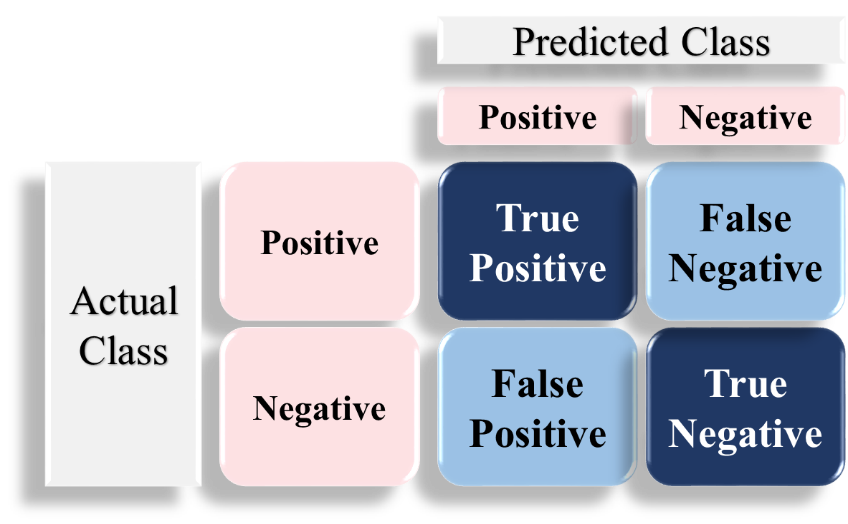 Predicted Class
Positive
Negative
Actual
Class
Positive
True
Positive
False
Negative
Negative
False
Positive
True
Negative